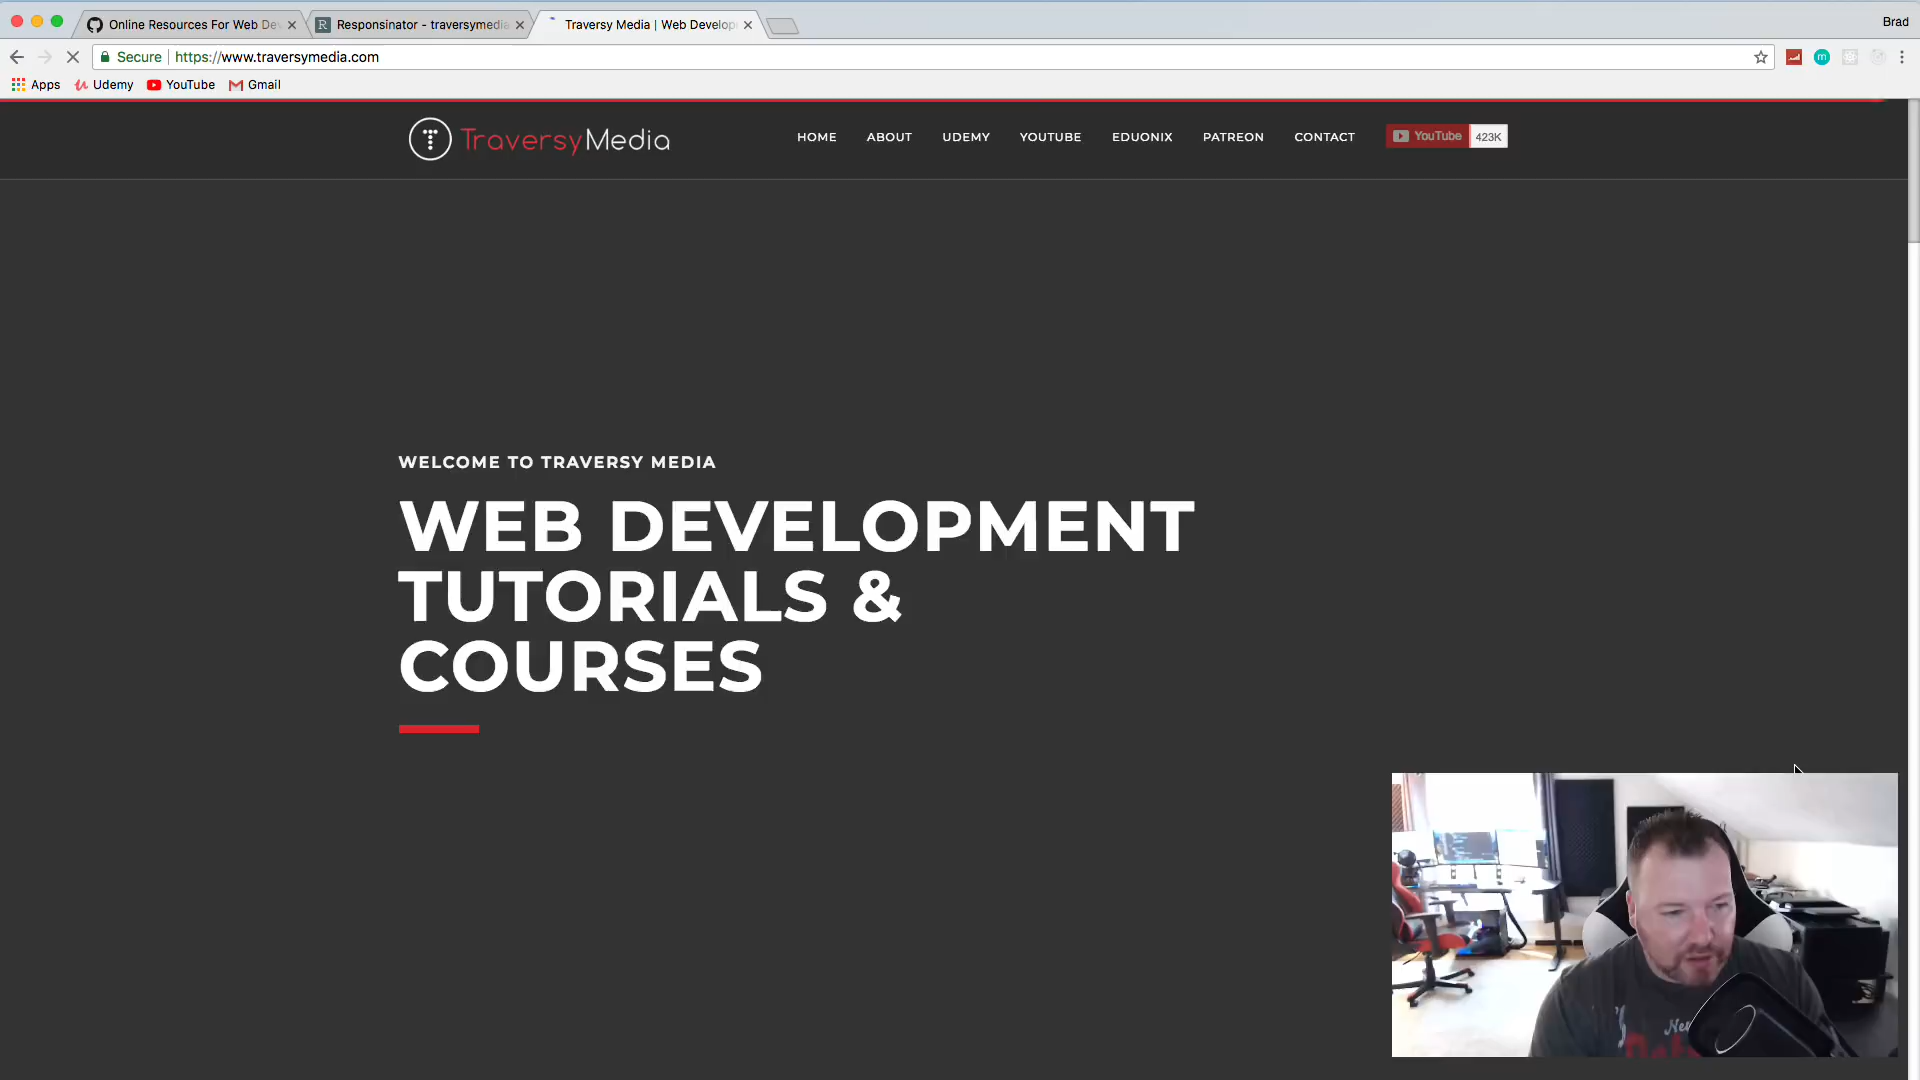 Online Resources For Web De
Responsinator - traversymedia
Traversy Media | Web Develop
Brad
Secure
https://www.traversymedia.com
m
Apps
Udemy
YouTube
Gmail
TraversyMedia
HOME
ABOUT
UDEMY
YOUTUBE
EDUONIX
PATREON
CONTACT
YouTube
423K
WELCOME TO TRAVERSY MEDIA
WEB DEVELOPMENT
TUTORIALS &
COURSES